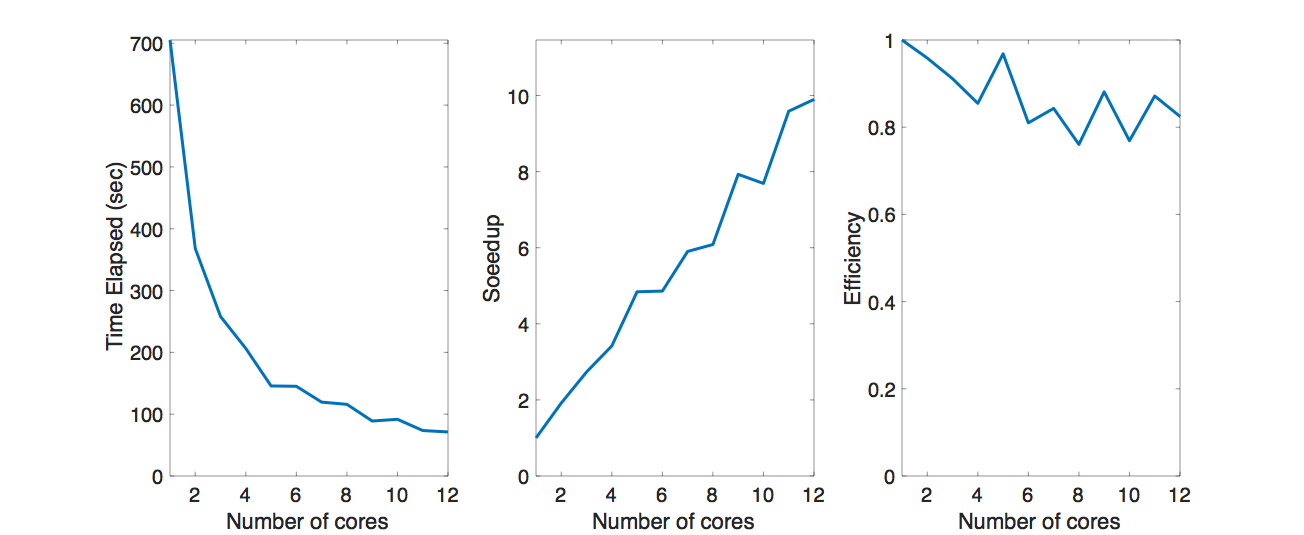 700
600
500
400
300
200
100
0
Time Elapsed (sec)
2 4 6 8 10 12
Number of cores
10
8
6
4
2
0
Soeedup
2 4 6 8 10 12
Number of cores
1
0.8
0.6
0.4
0.2
0
Efficiency
2 4 6 8 10 12
Number of cores